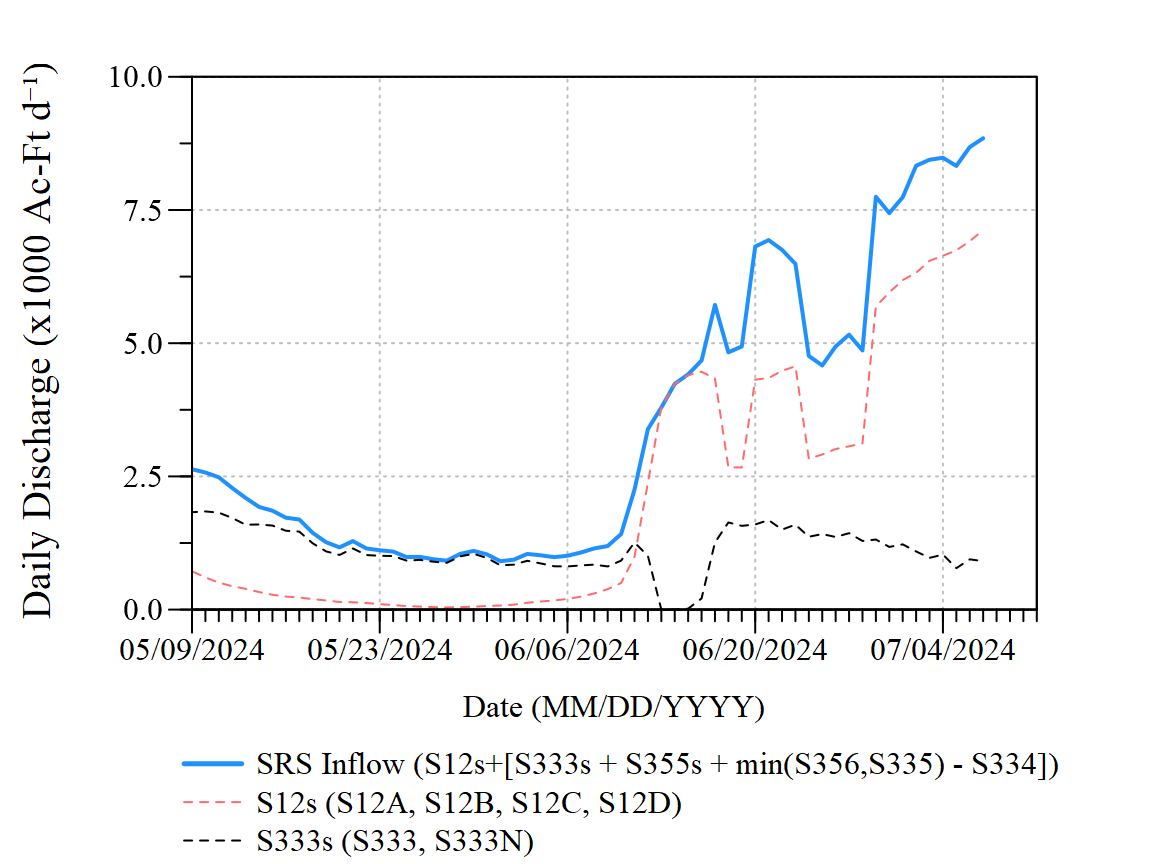 Daily Discharge (x1000 Ac-Ft d⁻¹)
10.0
7.5
5.0
2.5
0.0
05/09/2024 05/23/2024 06/06/2024 06/20/2024 07/04/2024
Date (MM/DD/YYYY)
SRS Inflow (S12s+[S333s + S355s + min(S356,S335) - S334])
S12s (S12A, S12B, S12C, S12D)
S333s (S333, S333N)